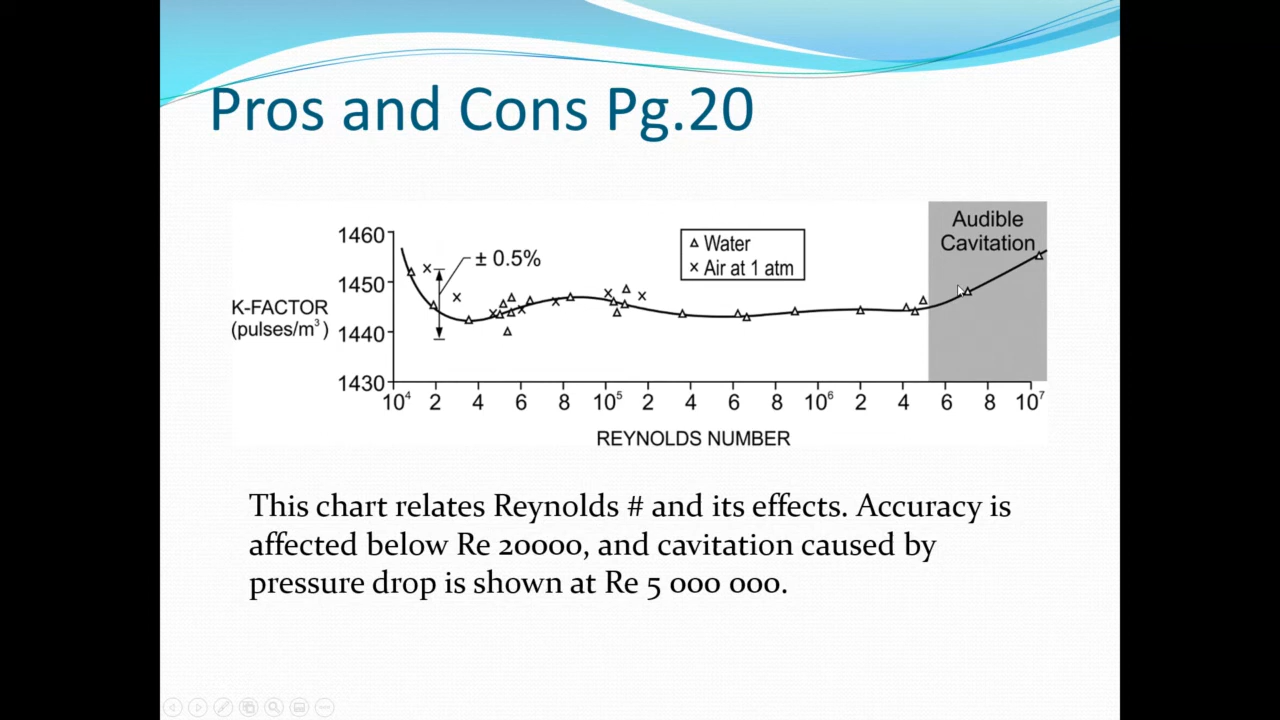 Pros and Cons Pg.20
Audible
Cavitation
1460
1450
1440
1430
± 0.5%
△ Water
× Air at 1 atm
K-FACTOR
(pulses/m³)
10⁴ 2 4 6 8 10⁵ 2 4 6 8 10⁶ 2 4 6 8 10⁷
REYNOLDS NUMBER
This chart relates Reynolds # and its effects. Accuracy is
affected below Re 20000, and cavitation caused by
pressure drop is shown at Re 5 000 000.